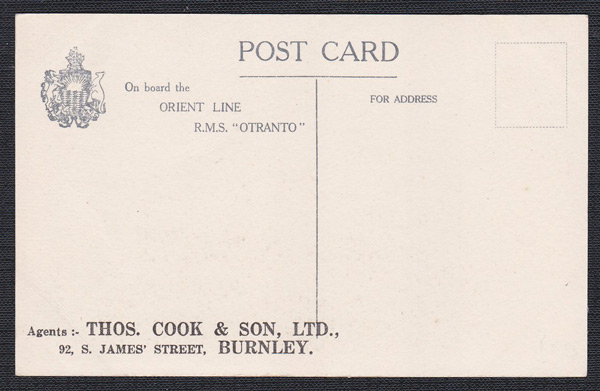 POST CARD
On board the
ORIENT LINE
R.M.S. "OTRANTO"
FOR ADDRESS
Agents :- THOS. COOK & SON, LTD.,
92, S. JAMES' STREET, BURNLEY.